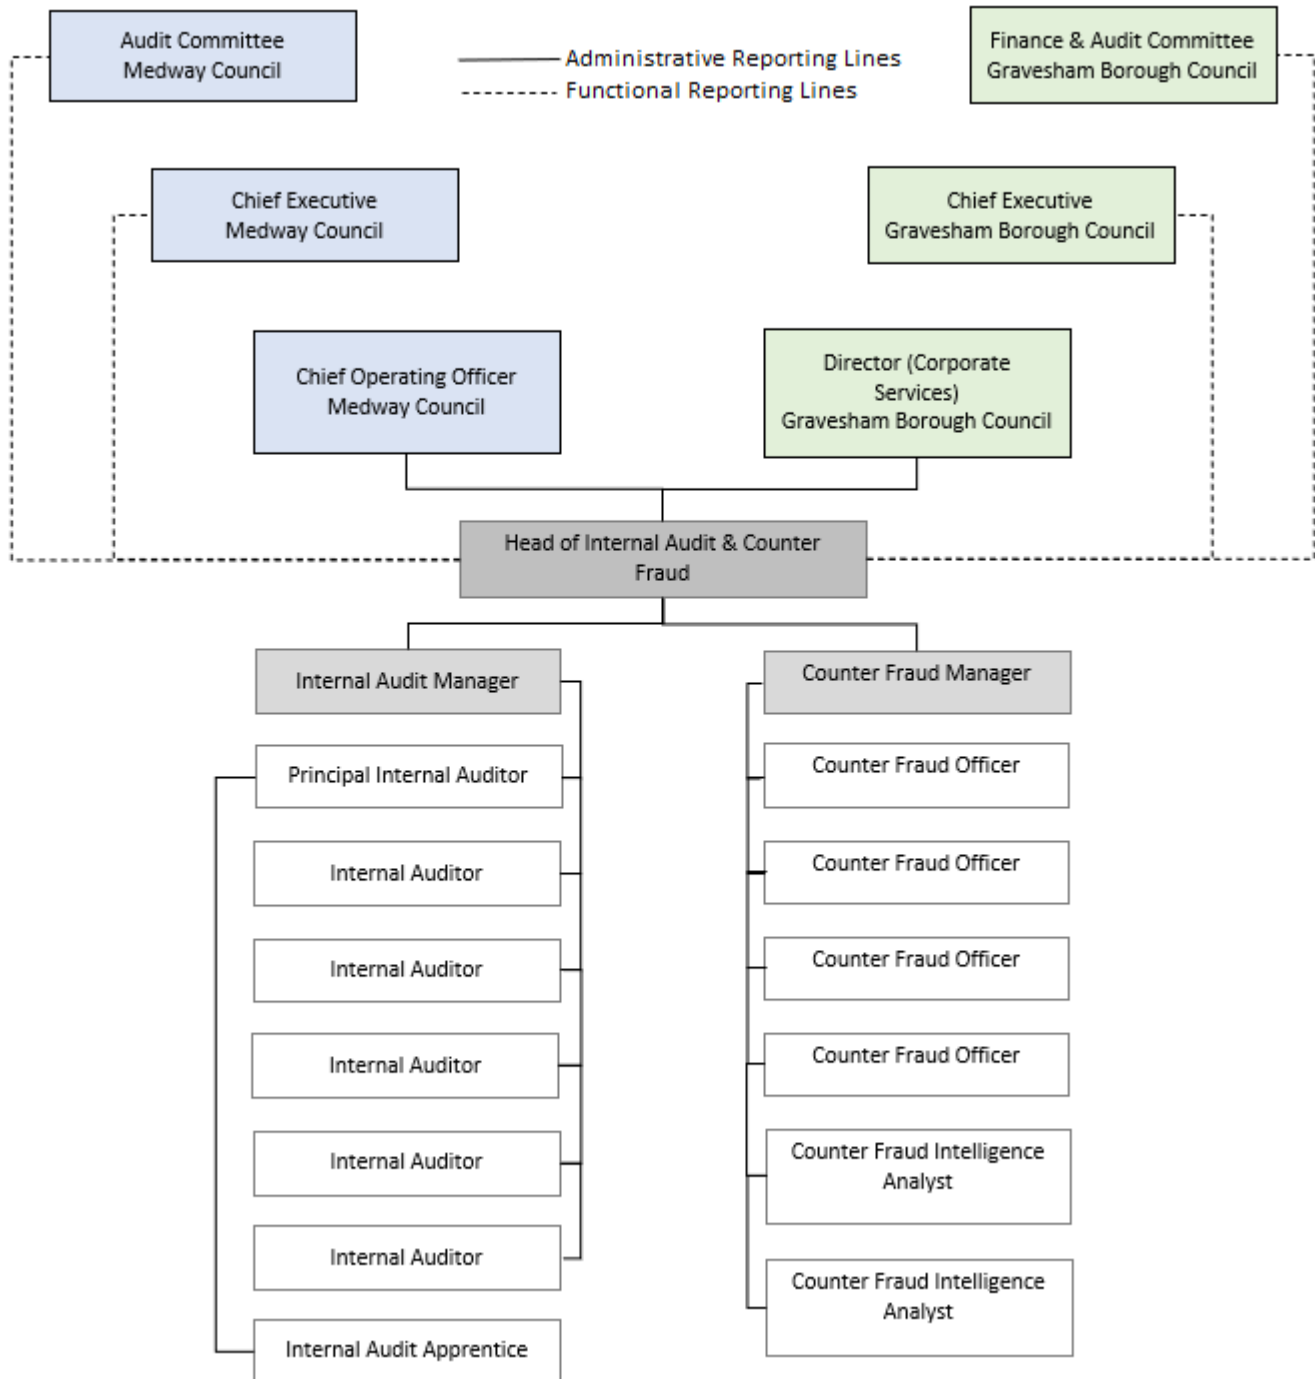 Audit Committee
Medway Council
Administrative Reporting Lines
Functional Reporting Lines
Finance & Audit Committee
Gravesham Borough Council
Chief Executive
Medway Council
Chief Executive
Gravesham Borough Council
Chief Operating Officer
Medway Council
Director (Corporate
Services)
Gravesham Borough Council
Head of Internal Audit & Counter
Fraud
Internal Audit Manager
Principal Internal Auditor
Internal Auditor
Internal Auditor
Internal Auditor
Internal Auditor
Internal Auditor
Internal Audit Apprentice
Counter Fraud Manager
Counter Fraud Officer
Counter Fraud Officer
Counter Fraud Officer
Counter Fraud Officer
Counter Fraud Intelligence
Analyst
Counter Fraud Intelligence
Analyst